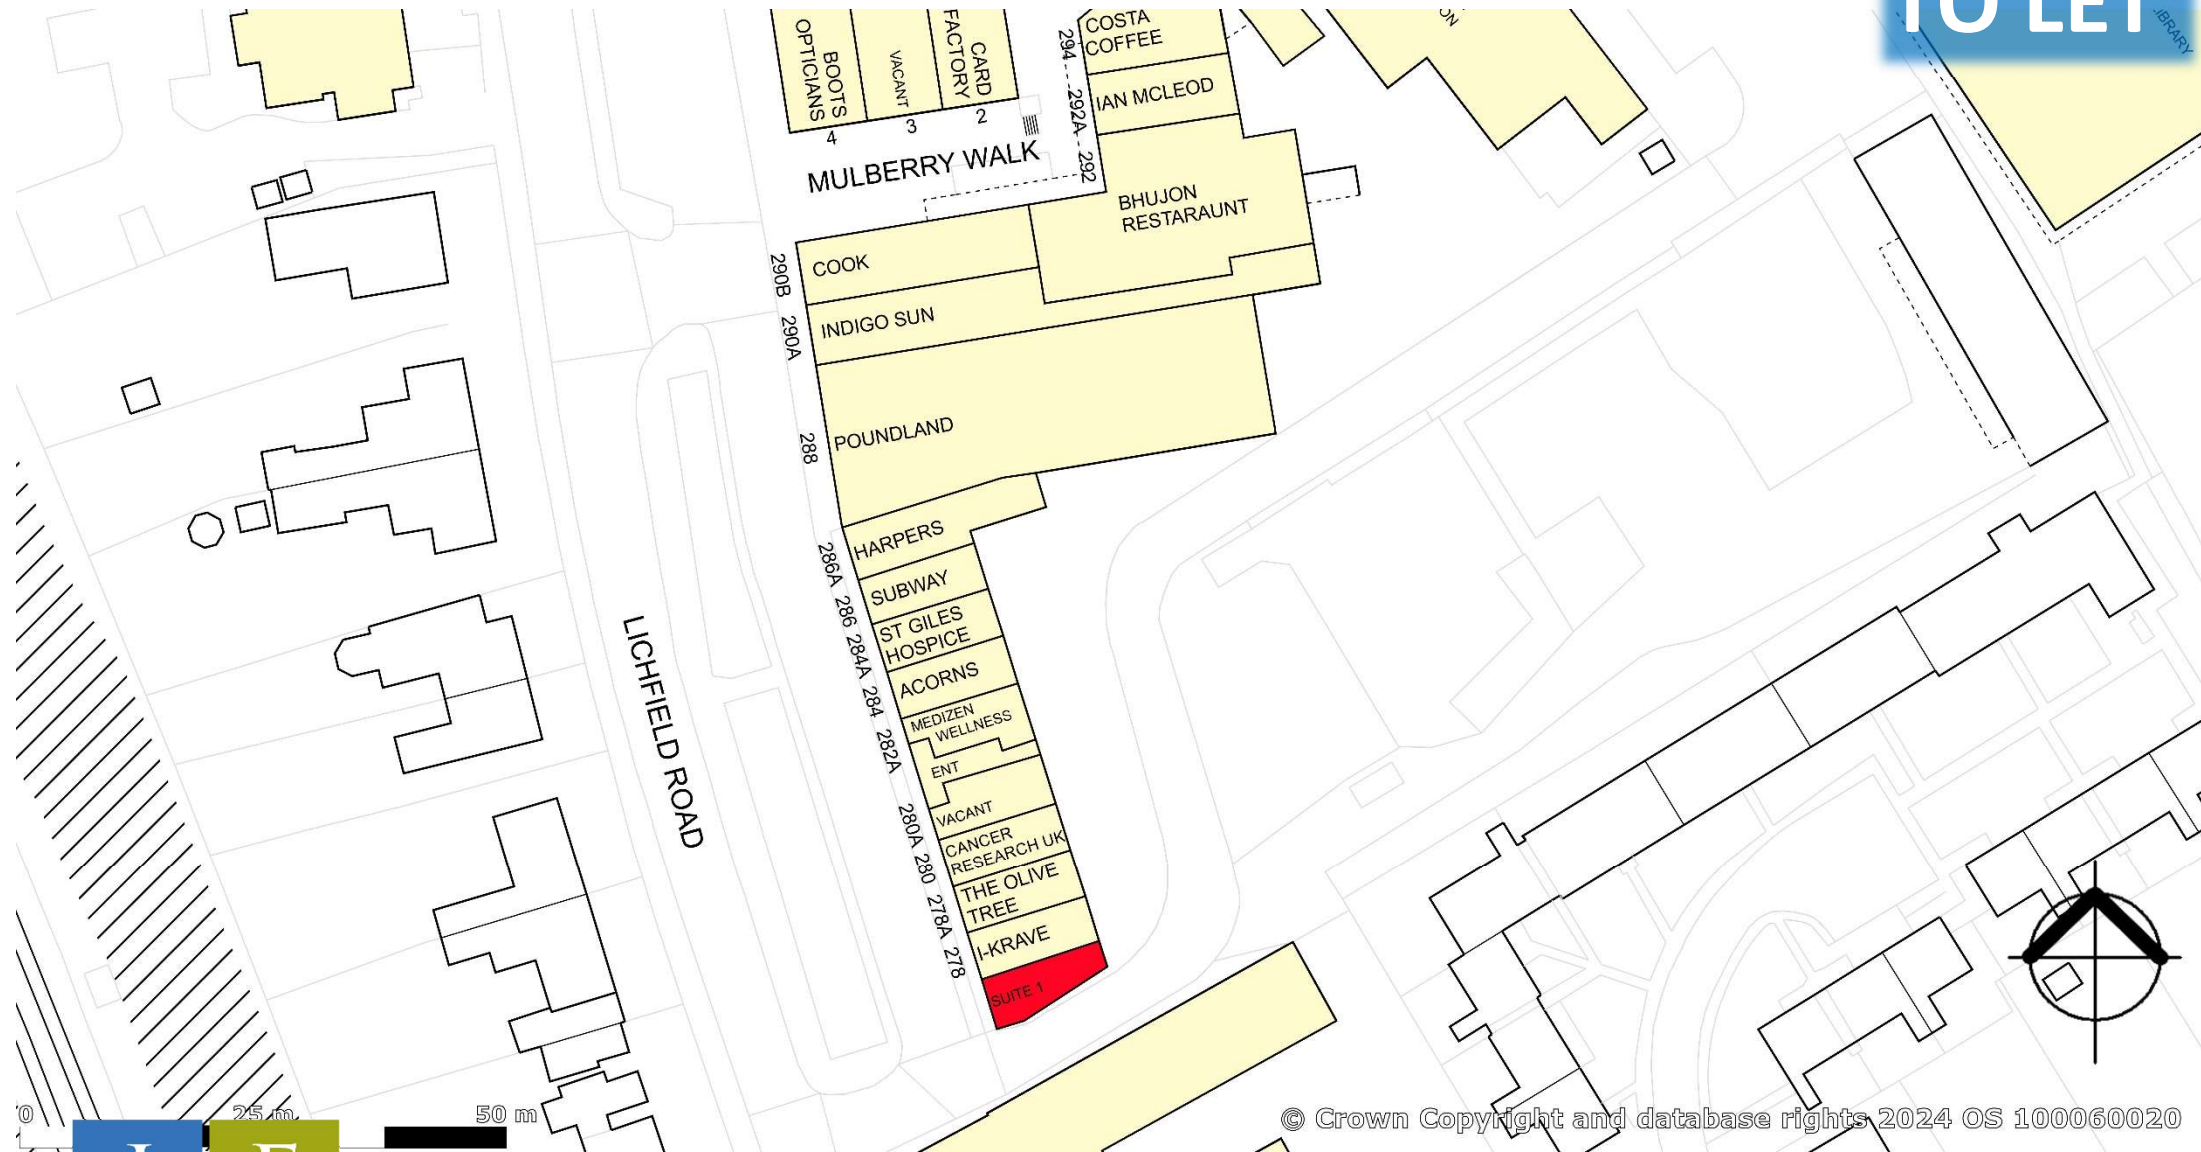 TO LET
BOOTS
OPTICIANS
VACANT
CARD
FACTORY
4
3
2
COSTA
COFFEE
IAN MCLEOD
294
292A
292
ON
MULBERRY WALK
BHUJON
RESTARAUNT
COOK
INDIGO SUN
POUNDLAND
290B
290A
288
HARPERS
SUBWAY
ST GILES
HOSPICE
ACORNS
MEDIZEN
WELLNESS
ENT
VACANT
CANCER
RESEARCH UK
THE OLIVE
TREE
I-KRAVE
SUITE 1
286A
286
284A
284
282A
280A
280
278A
278
LICHFIELD ROAD
0
25 m
50 m
© Crown Copyright and database rights 2024 OS 100060020